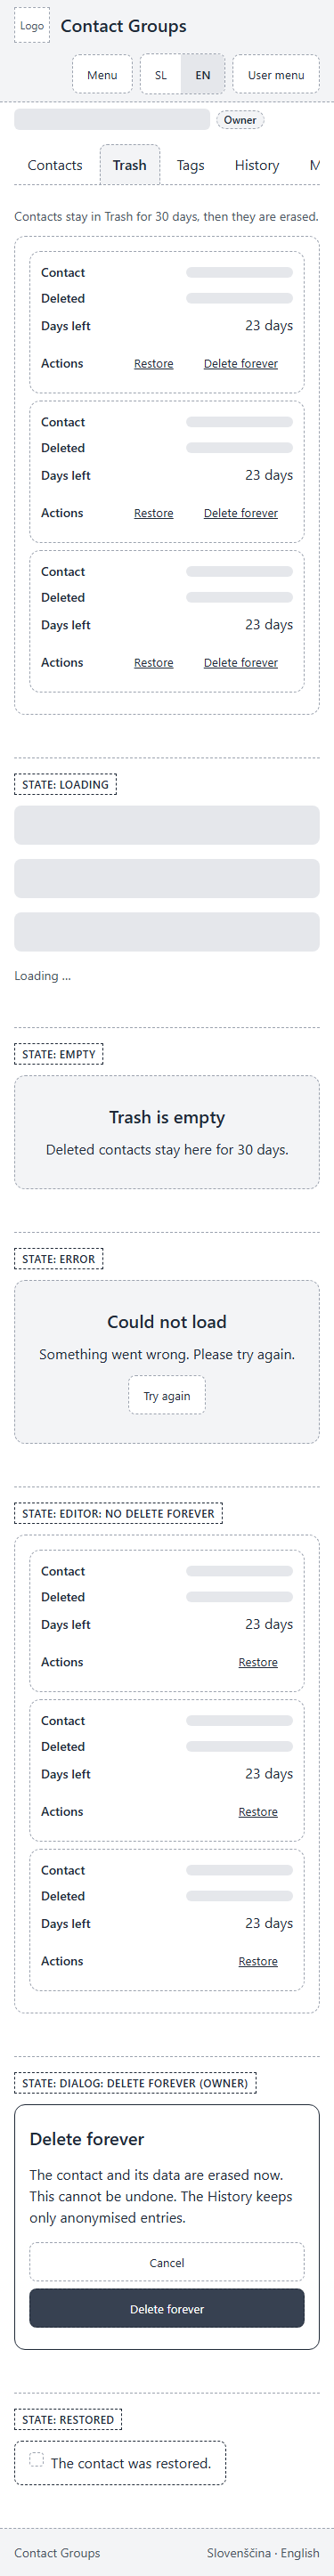 Logo
Contact Groups
Menu
SL
EN
User menu
Owner
Contacts
Trash
Tags
History
M
Contacts stay in Trash for 30 days, then they are erased.
Contact
Deleted
Days left 23 days
Actions Restore Delete forever
Contact
Deleted
Days left 23 days
Actions Restore Delete forever
Contact
Deleted
Days left 23 days
Actions Restore Delete forever
STATE: LOADING
Loading ...
STATE: EMPTY
Trash is empty
Deleted contacts stay here for 30 days.
STATE: ERROR
Could not load
Something went wrong. Please try again.
Try again
STATE: EDITOR: NO DELETE FOREVER
Contact
Deleted
Days left 23 days
Actions Restore
Contact
Deleted
Days left 23 days
Actions Restore
Contact
Deleted
Days left 23 days
Actions Restore
STATE: DIALOG: DELETE FOREVER (OWNER)
Delete forever
The contact and its data are erased now.
This cannot be undone. The History keeps
only anonymised entries.
Cancel
Delete forever
STATE: RESTORED
The contact was restored.
Contact Groups
Slovenščina · English